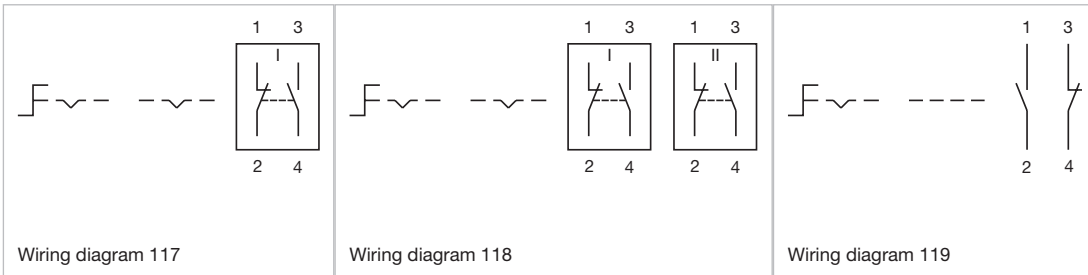 1 3
I
2 4
Wiring diagram 117
1 3 1 3
I II
2 4 2 4
Wiring diagram 118
1 3
2 4
Wiring diagram 119